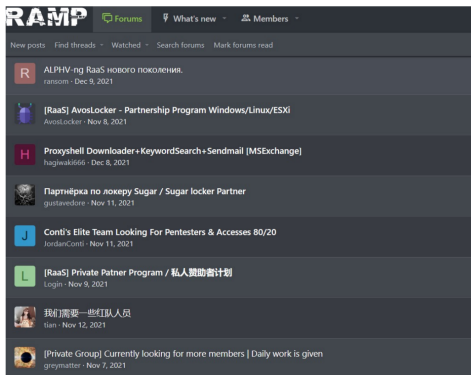 RAMP Forums What's new Members
New posts Find threads Watched Search forums Mark forums read
R ALPHV-ng RaaS нового поколения.
ransom · Dec 9, 2021
[RaaS] AvosLocker - Partnership Program Windows/Linux/ESXi
AvosLocker · Nov 8, 2021
H Proxyshell Downloader+KeywordSearch+Sendmail [MSExchange]
hagiwaki666 · Dec 8, 2021
Партнёрка по локеру Sugar / Sugar locker Partner
gustavedore · Nov 11, 2021
J Conti's Elite Team Looking For Pentesters & Accesses 80/20
JordanConti · Nov 11, 2021
L [RaaS] Private Patner Program / 私人赞助者计划
Login · Nov 9, 2021
我们需要一些红队人员
tian · Nov 12, 2021
[Private Group] Currently looking for more members | Daily work is given
greymatter · Nov 7, 2021